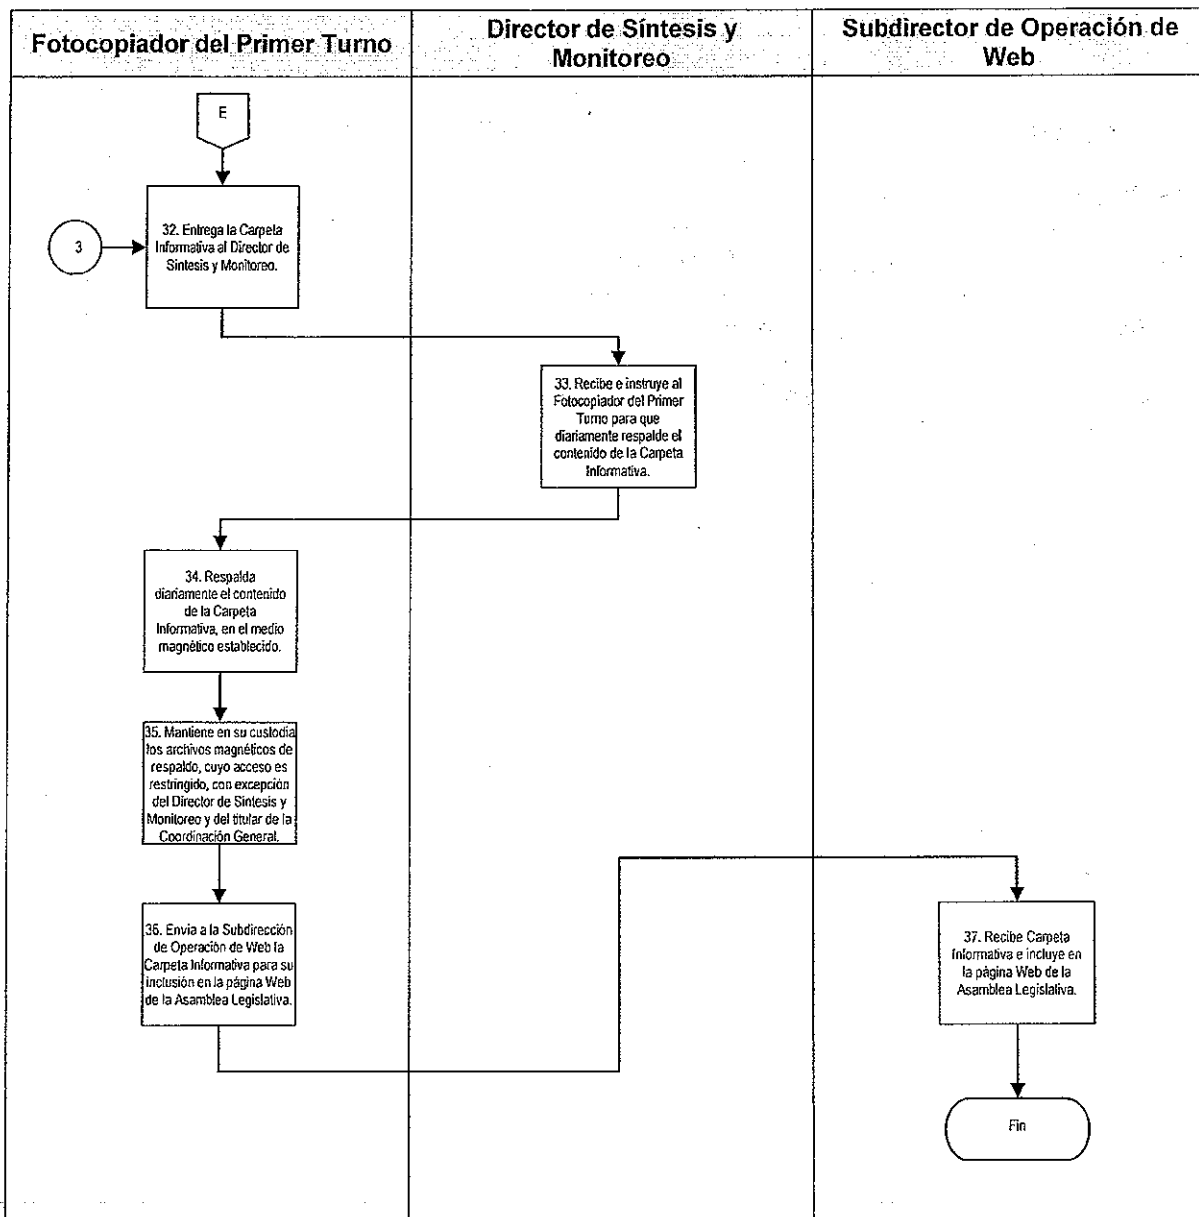 Fotocopiador del Primer Turno
Director de Síntesis y
Monitoreo
Subdirector de Operación de
Web
E
3
32. Entrega la Carpeta
Informativa al Director de
Síntesis y Monitoreo.
33. Recibe e instruye al
Fotocopiador del Primer
Turno para que
diariamente respalde el
contenido de la Carpeta
Informativa.
34. Respalda
diariamente el contenido
de la Carpeta
Informativa, en el medio
magnético establecido.
35. Mantiene en su custodia
los archivos magnéticos de
respaldo, cuyo acceso es
restringido, con excepción
del Director de Síntesis y
Monitoreo y del titular de la
Coordinación General.
36. Envía a la Subdirección
de Operación de Web la
Carpeta Informativa para su
inclusión en la página Web
de la Asamblea Legislativa.
37. Recibe Carpeta
Informativa e incluye en
la página Web de la
Asamblea Legislativa.
Fin